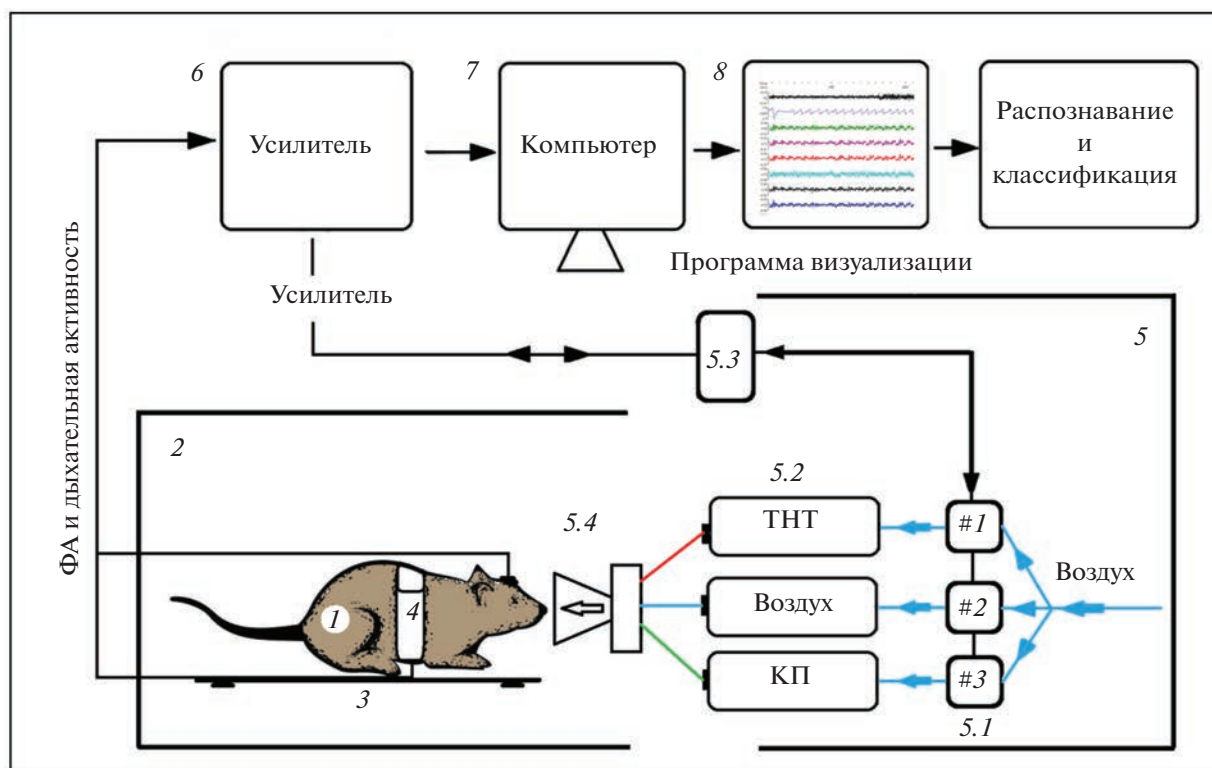 6
Усилитель
7
Компьютер
8
Распознавание
и
классификация
Программа визуализации
ФА и дыхательная активность
Усилитель
5
5.3
2
5.2
5.4
ТНТ
#1
Воздух
1
4
Воздух
#2
КП
#3
3
5.1